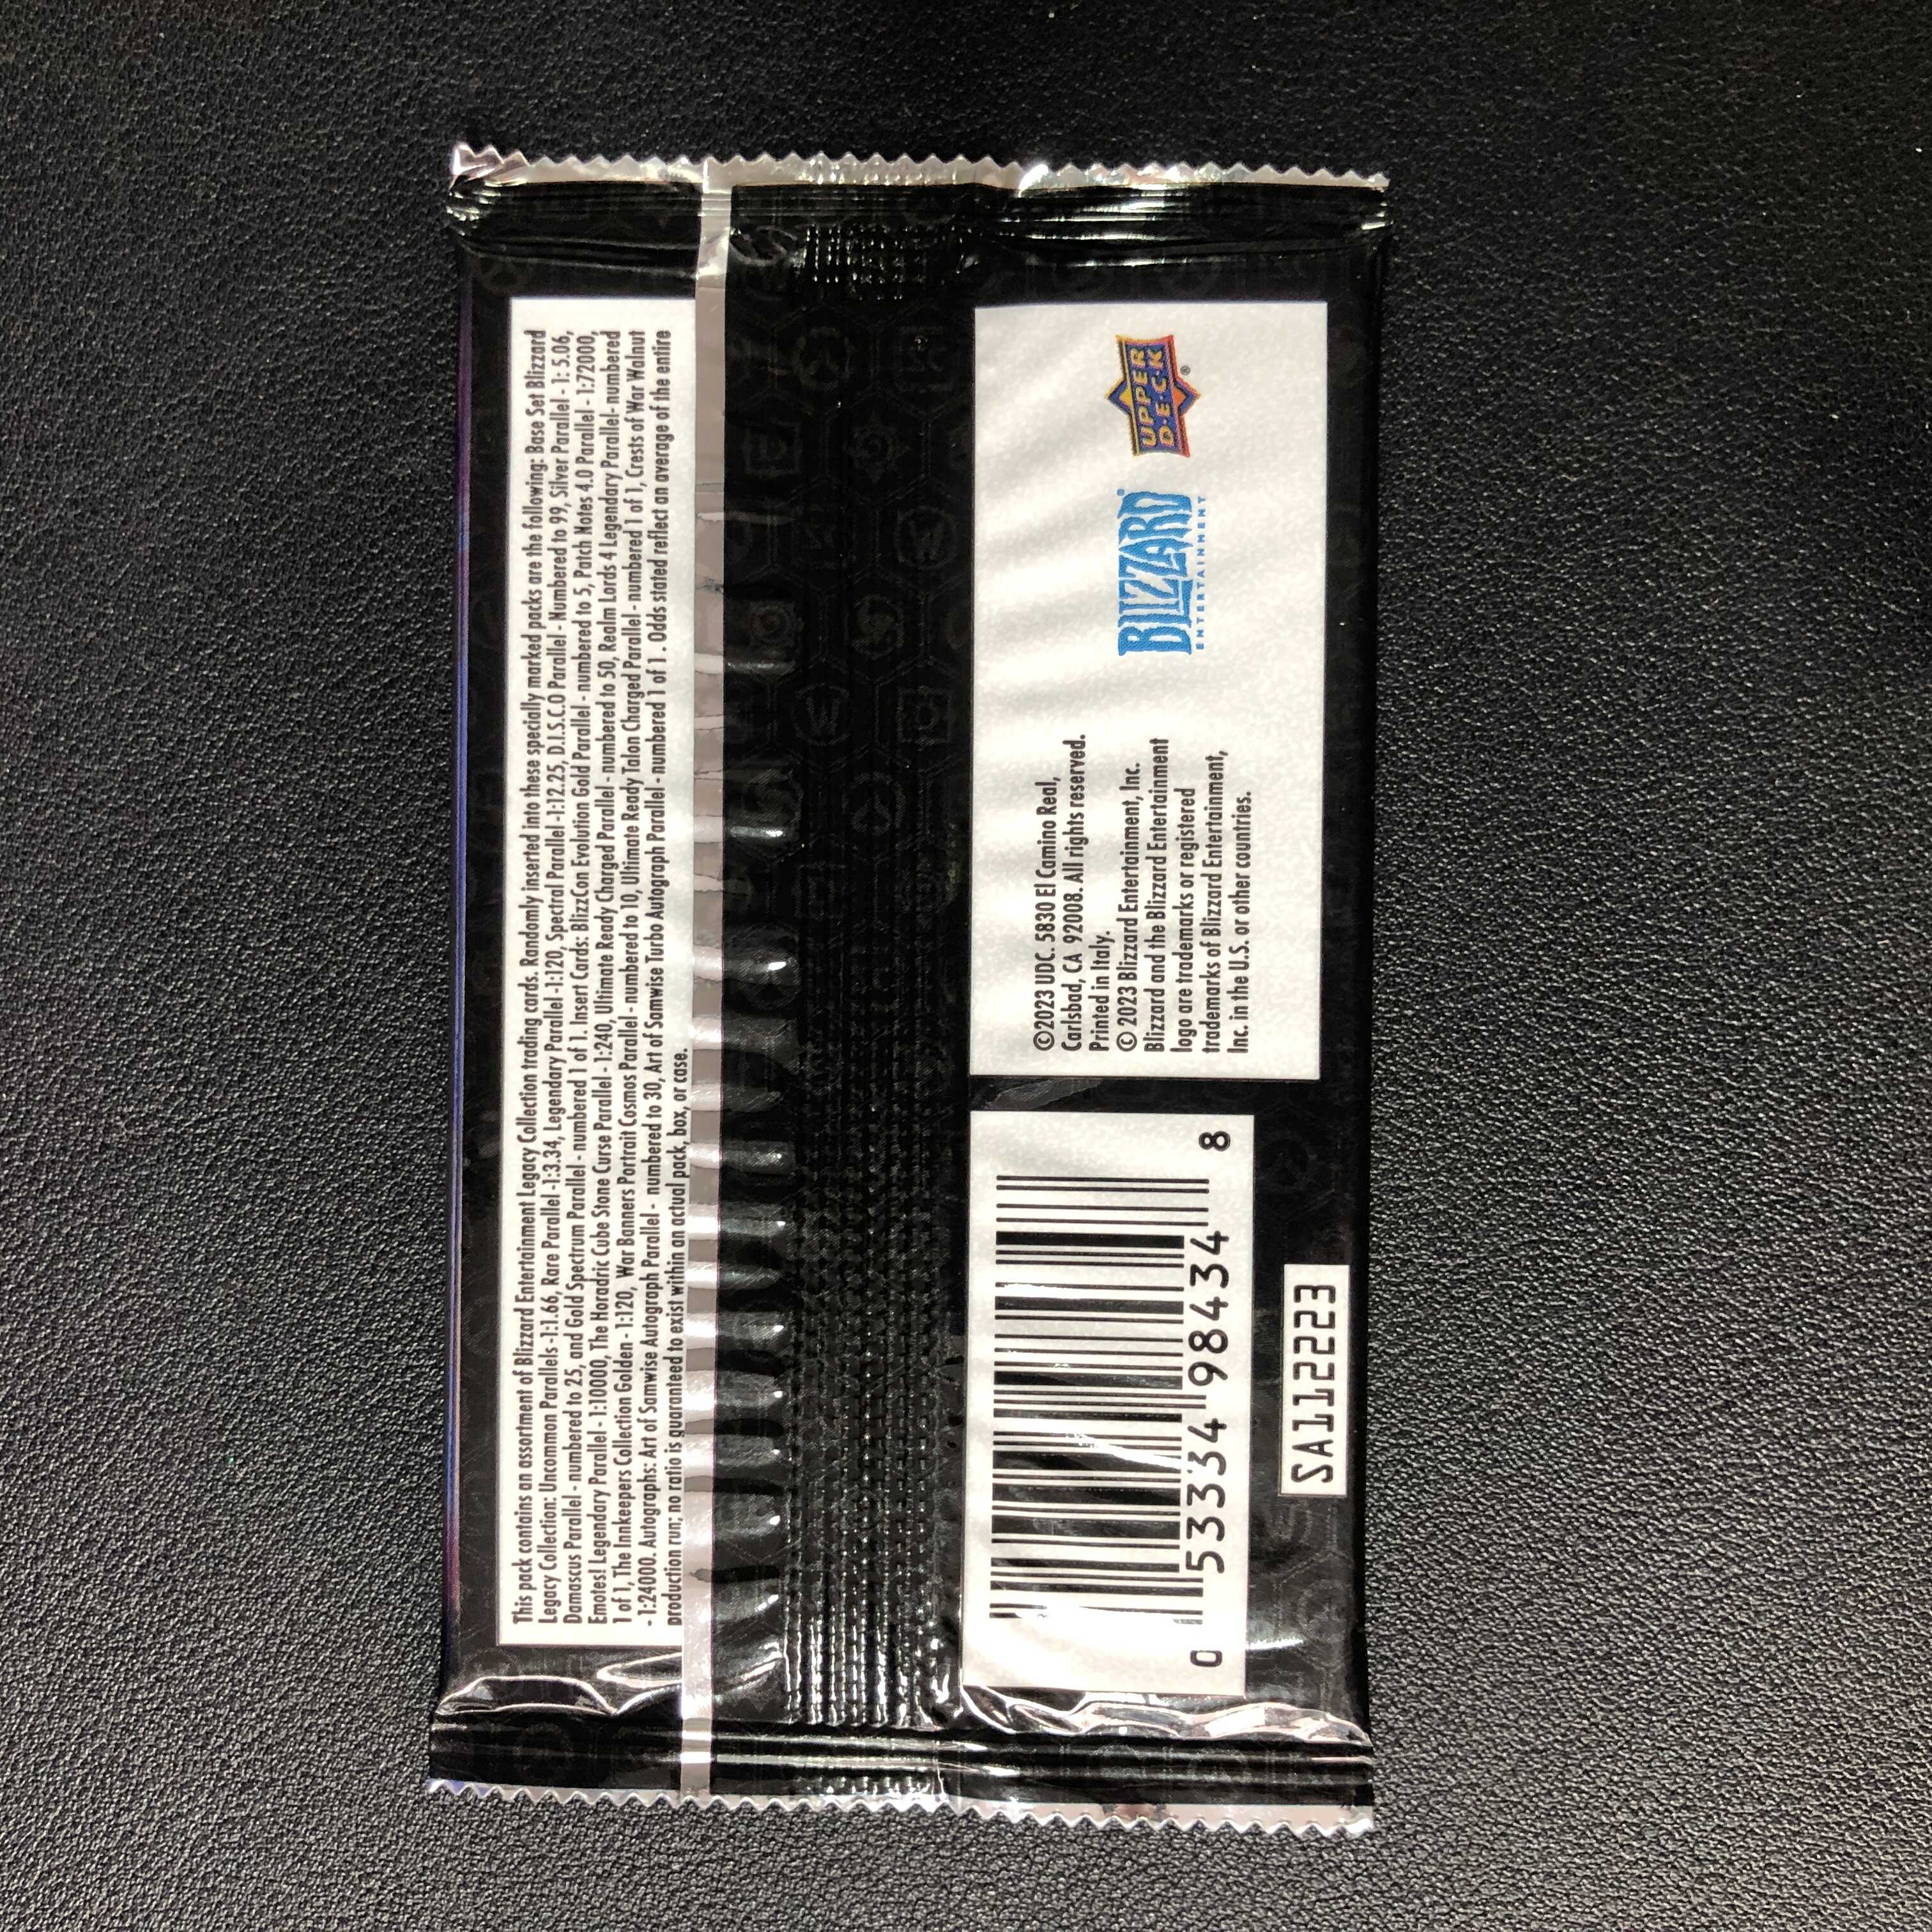 This pack contains an assortment of Blizzard Entertainment Legacy Collection trading cards. Randomly inserted into these specially marked packs are the following: Base Set Blizzard
Legacy Collection: Uncommon Parallels -1:1.66, Rare Parallel -1:3.34, Legendary Parallel -1:120, Spectral Parallel -1:12.25, D.I.S.C.O Parallel - Numbered to 99, Silver Parallel - 1: 5.06,
Damascus Parallel - numbered to 25, and Gold Spectrum Parallel - numbered 1 of 1. Insert Cards: BlizzCon Evolution Gold Parallel - numbered to 5, Patch Notes 4.0 Parallel - 1:72000,
Emotes! Legendary Parallel - 1:1000, The Horadric Cube Stone Curse Parallel - 1:240, Ultimate Ready Charged Parallel - numbered to 50, Realm Lords 4 Legendary Parallel- numbered
1 of 1, The Innkeepers Collection Golden - 1:120, War Banners Portrait Cosmos Parallel - numbered to 10, Ultimate Ready Talon Charged Parallel - numbered 1 of 1, Crests of War Walnut
- 1:24000. Autographs: Art of Samwise Autograph Parallel - numbered to 30, Art of Samwise Turbo Autograph Parallel - numbered 1 of 1. Odds stated reflect an average of the entire
production run; no ratio is guaranteed to exist within an actual pack, box, or case.
©2023 UDC. 5830 El Camino Real,
Carlsbad, CA 92008. All rights reserved.
Printed in Italy.
© 2023 Blizzard Entertainment, Inc.
Blizzard and the Blizzard Entertainment
logo are trademarks or registered
trademarks of Blizzard Entertainment,
Inc. in the U.S. or other countries.
BLIZZARD
ENTERTAINMENT
UPPER
D·E·C·K®
0 53334 98434 8
SA112223